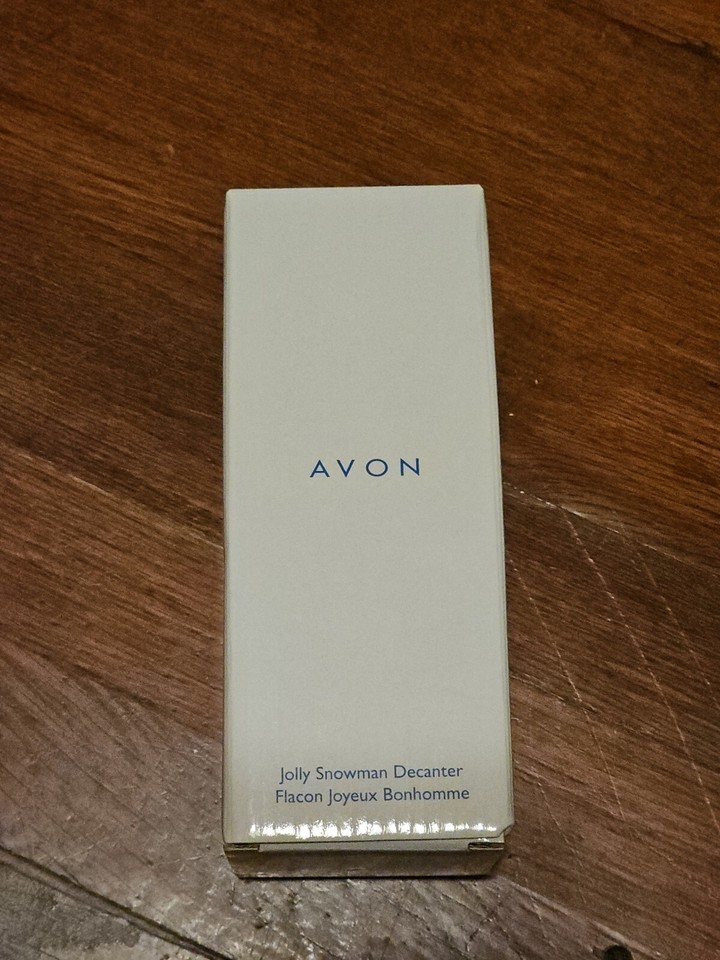 AVON
Jolly Snowman Decanter
Flacon Joyeux Bonhomme